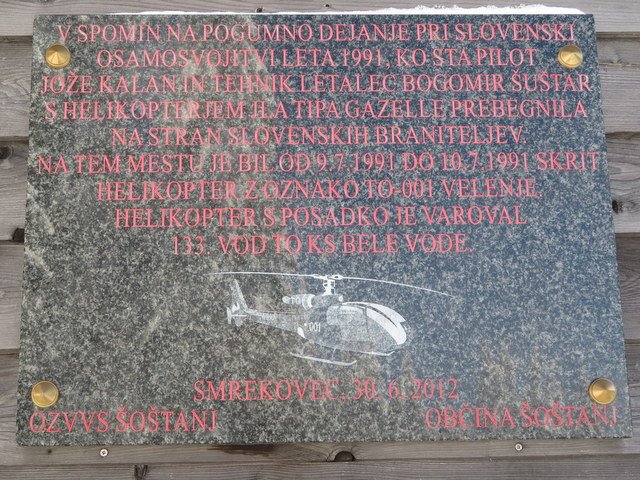 V SPOMIN NA POGUMNO DEJANJE PRI SLOVENSKI
OSAMOSVOJITVI LETA 1991, KO STA PILOT
JOŽE KALAN IN TEHNIK LETALEC BOGOMIR ŠUŠTAR
S HELIKOPTERJEM JLA TIPA GAZELLE PREBEGNILA
NA STRAN SLOVENSKIH BRANITELJEV.
NA TEM MESTU JE BIL OD 9.7.1991 DO 10.7.1991 SKRIT
HELIKOPTER Z OZNAKO TO-001 VELENJE.
HELIKOPTER S POSADKO JE VAROVAL
133. VOD TO KS BELE VODE.
001
SMREKOVEC, 30. 6. 2012
OZVVS ŠOŠTANJ OBČINA ŠOŠTANJ